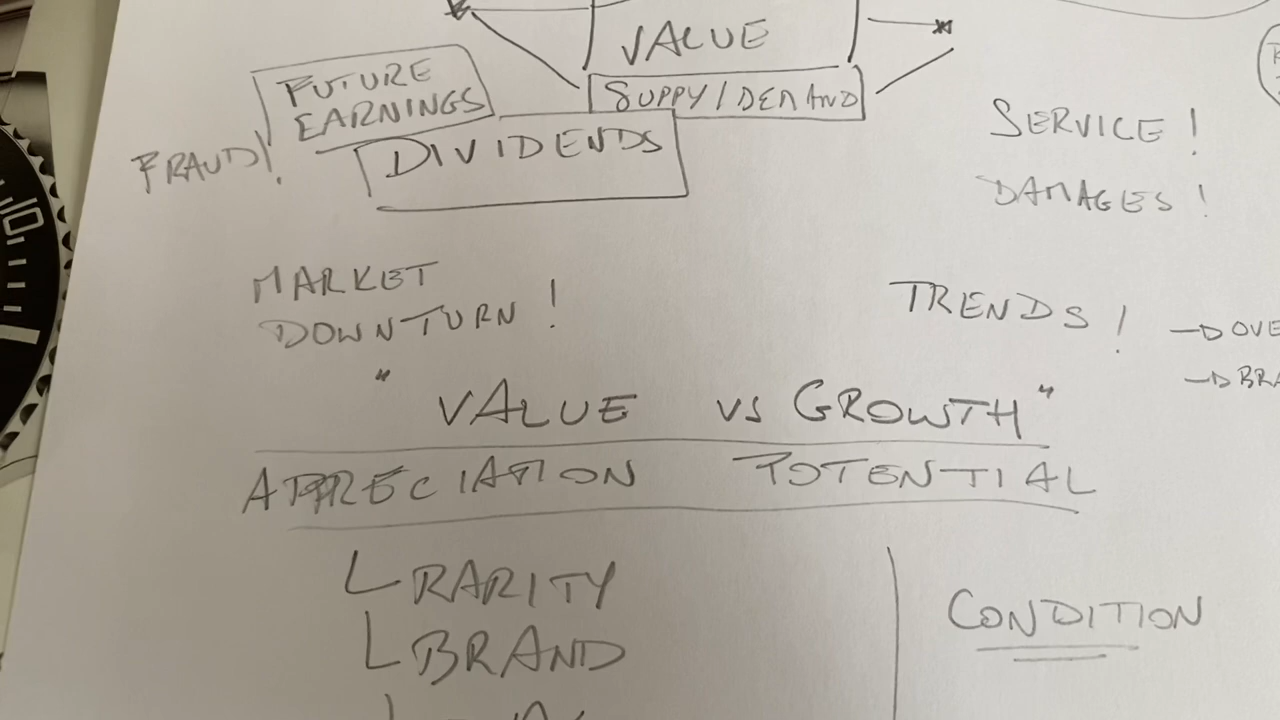 VALUE
SUPPY/DEMAND
FUTURE
EARNINGS
FRAUD!
DIVIDENDS
SERVICE!
DAMAGES!
MARKET
DOWNTURN!
TRENDS!
"VALUE VS GROWTH"
APPRECIATION POTENTIAL
RARITY
BRAND
CONDITION